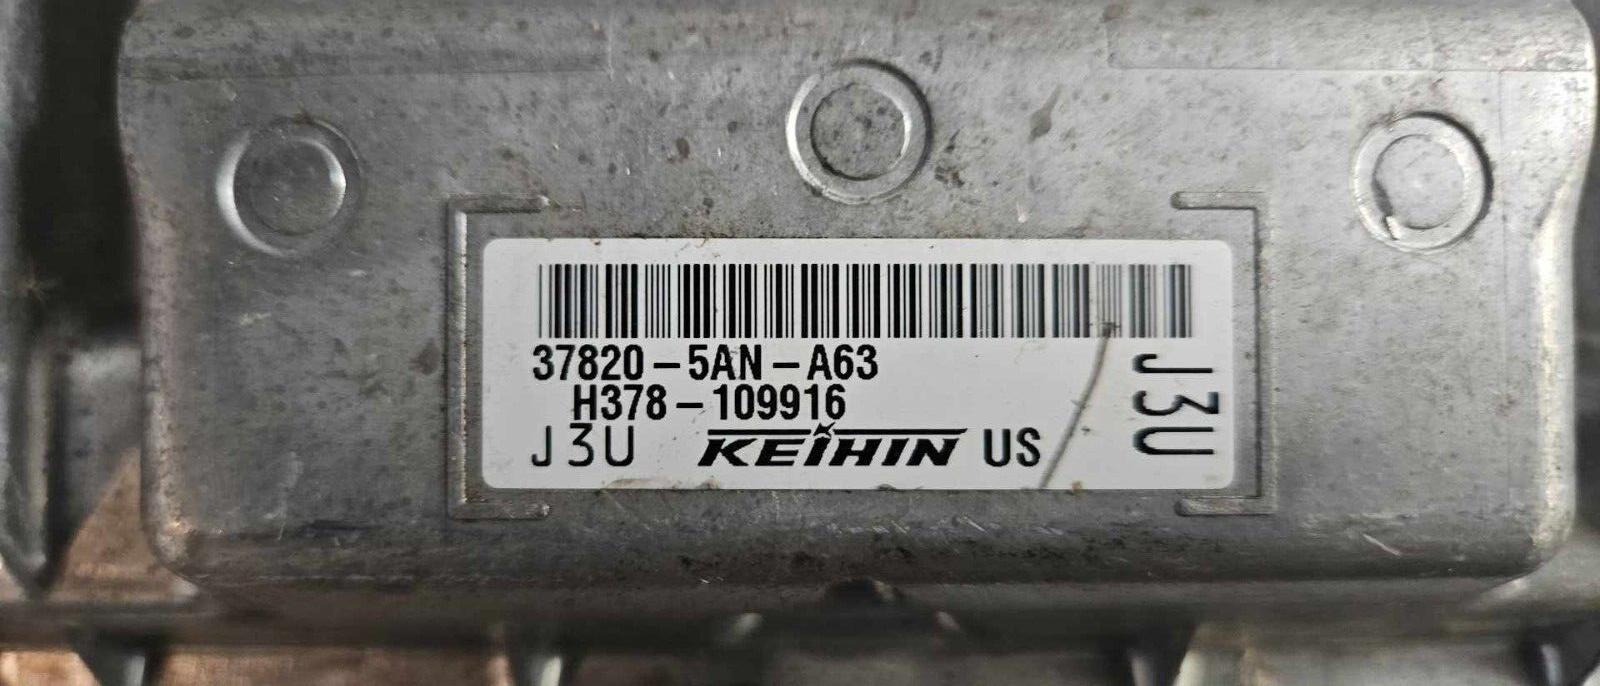 37820-5AN-A63
H378-109916
J3U KEIHIN US
J3U